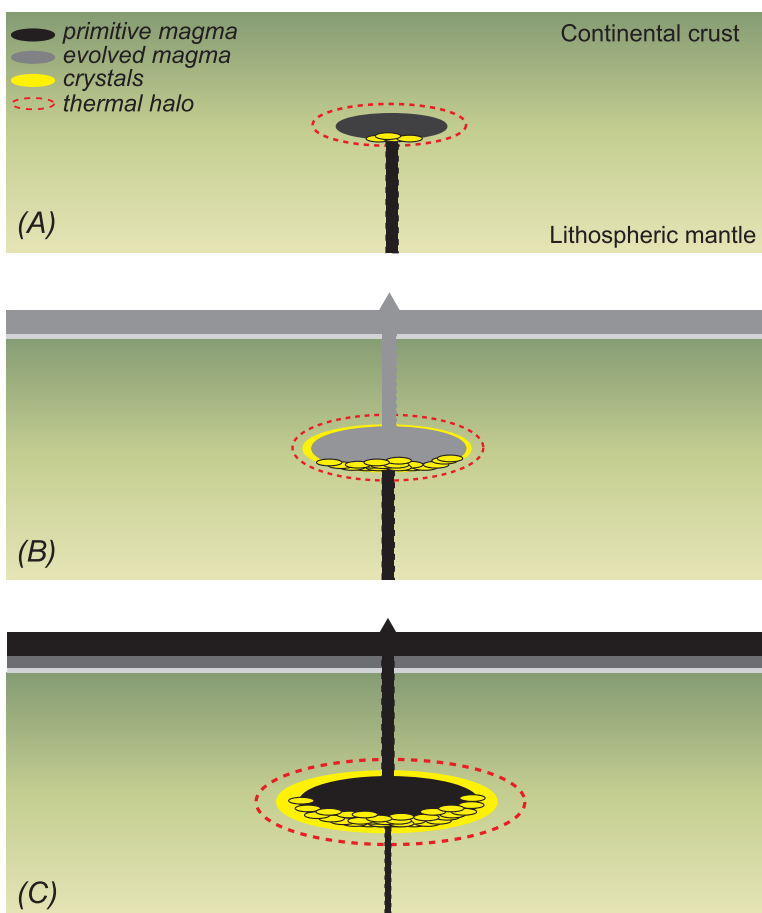 primitive magma
evolved magma
crystals
thermal halo
Continental crust
(A)
Lithospheric mantle
(B)
(C)